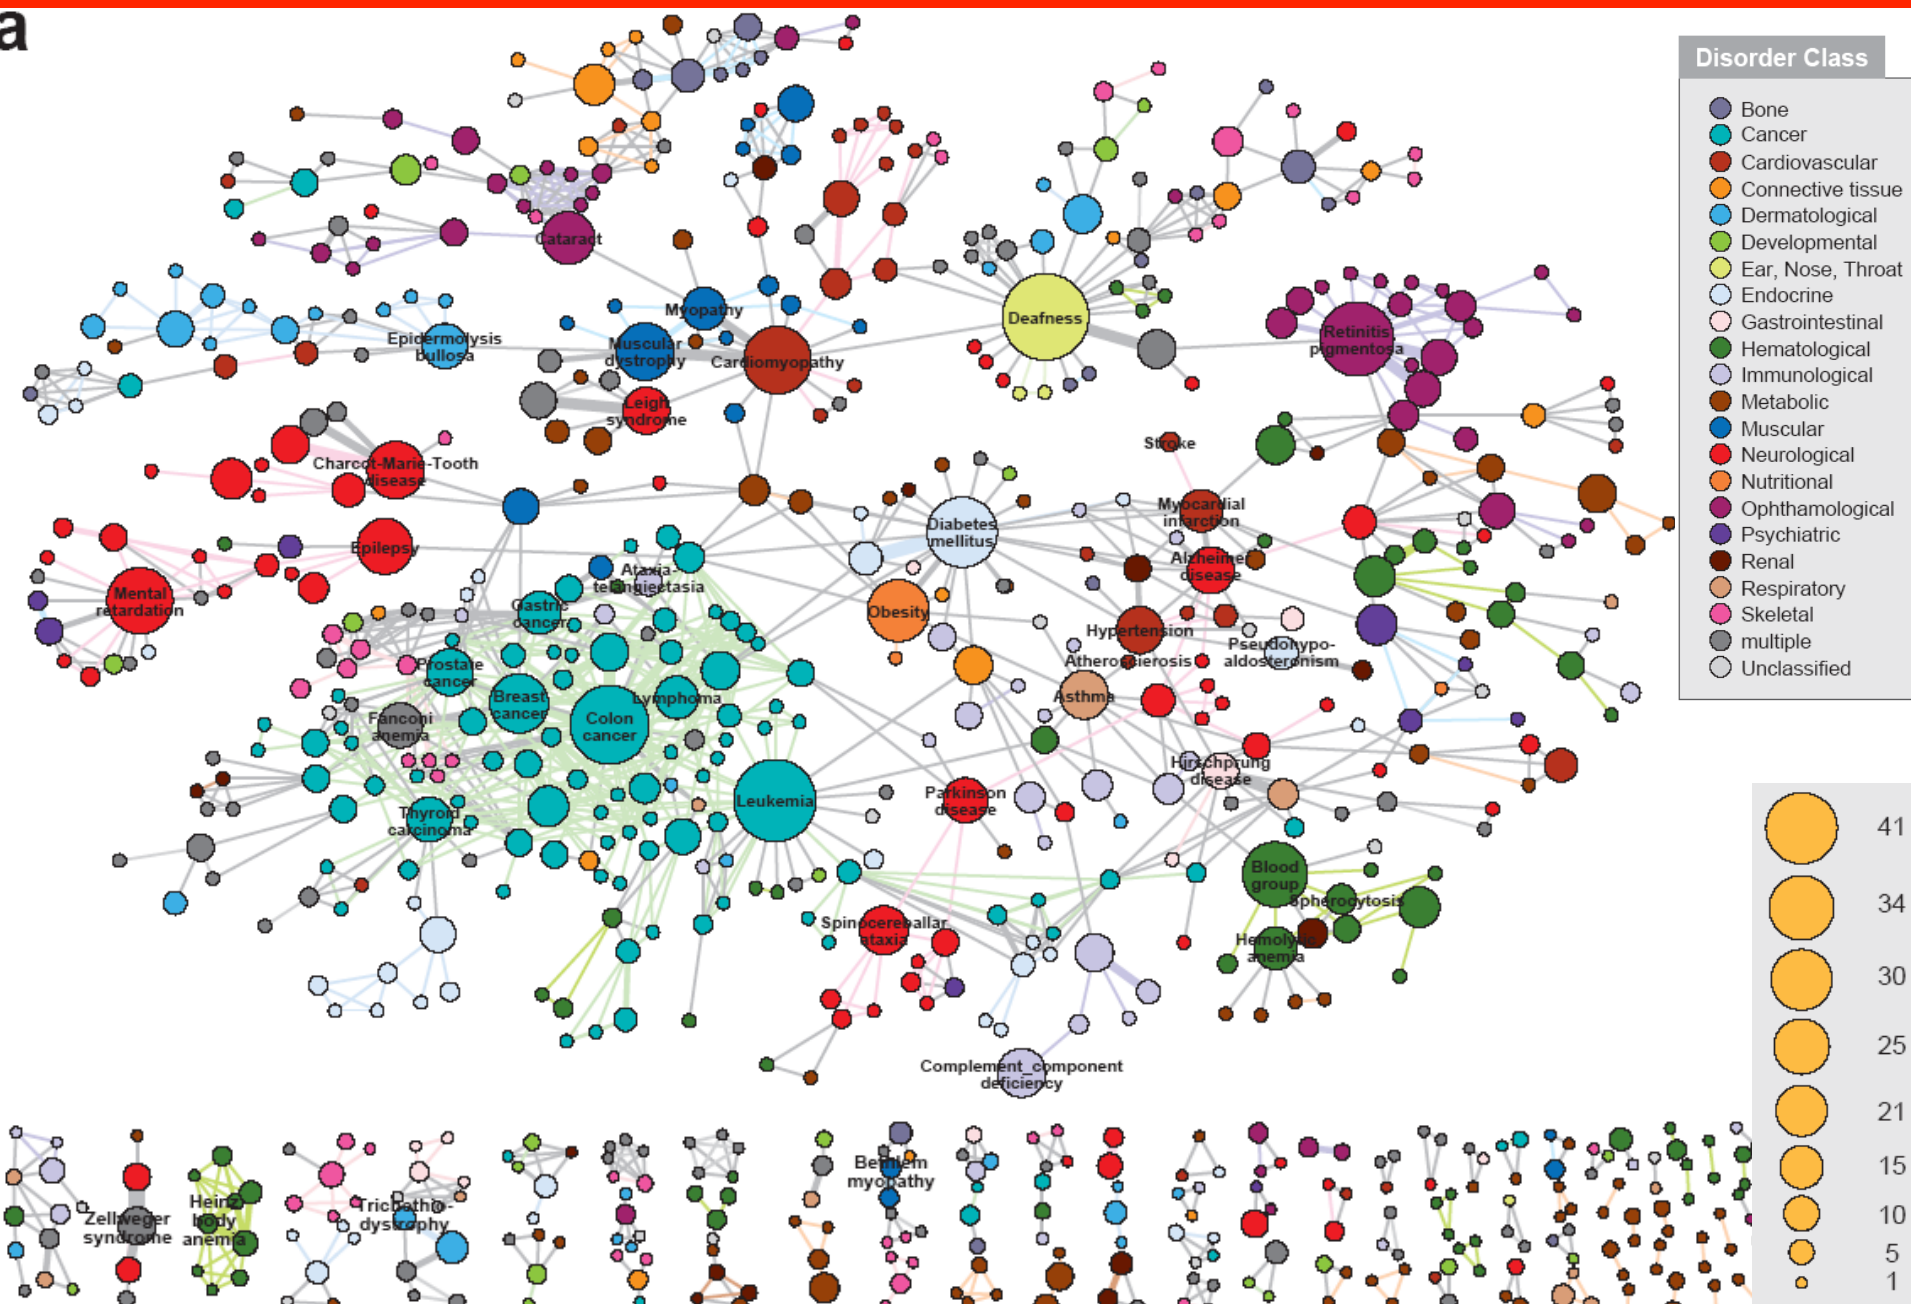 a
Disorder Class
Bone
Cancer
Cardiovascular
Connective tissue
Dermatological
Developmental
Ear, Nose, Throat
Endocrine
Gastrointestinal
Hematological
Immunological
Metabolic
Muscular
Neurological
Nutritional
Ophthamological
Psychiatric
Renal
Respiratory
Skeletal
multiple
Unclassified
Cataract
Myopathy
Epidermolysis
bullosa
Muscular
dystrophy
Cardiomyopathy
Deafness
Retinitis
pigmentosa
Leigh
syndrome
Charcot-Marie-Tooth
disease
Stroke
Myocardial
infarction
Diabetes
mellitus
Epilepsy
Ataxia-
telangiectasia
Alzheimer
disease
Mental
retardation
Gastric
cancer
Obesity
Hypertension
Pseudohypo-
aldosteronism
Prostate
cancer
Atherosclerosis
Breast
cancer
Lymphoma
Asthma
Fanconi
anemia
Colon
cancer
Hirschprung
disease
Leukemia
Parkinson
disease
Thyroid
carcinoma
Blood
group
Spherocytosis
Spinocereballar
ataxia
Hemolytic
anemia
Complement_component
deficiency
Bethlem
myopathy
Zellweger
syndrome
Heinz
body
anemia
Trichothio-
dystrophy
41
34
30
25
21
15
10
5
1